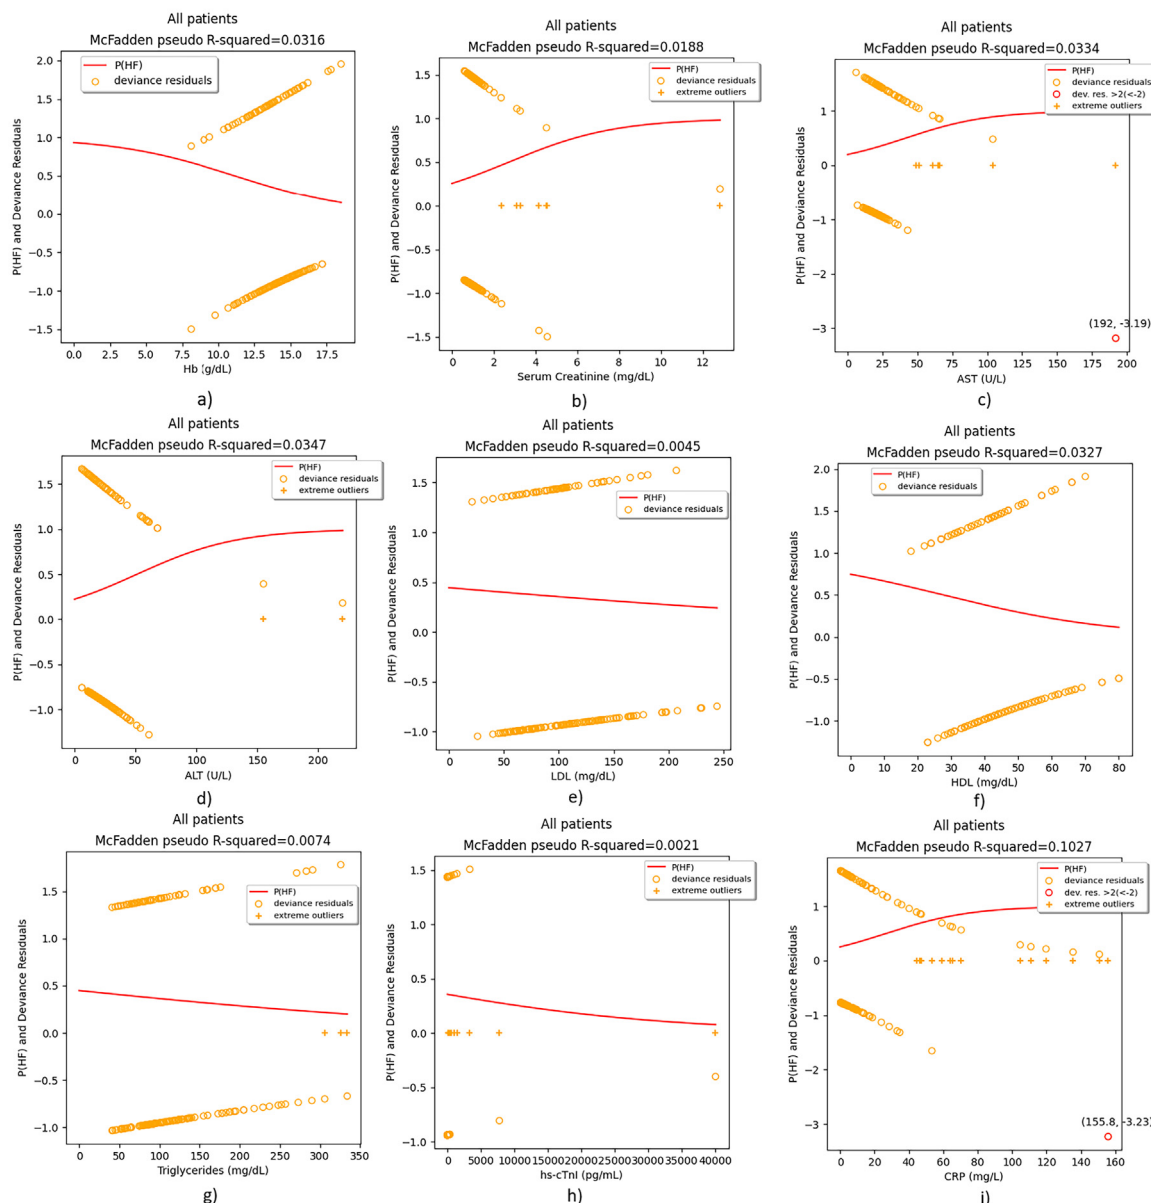 All patients
McFadden pseudo R-squared=0.0316
P(HF)
deviance residuals
P(HF) and Deviance Residuals
2.0
1.5
1.0
0.5
0.0
−0.5
−1.0
−1.5
0.0 2.5 5.0 7.5 10.0 12.5 15.0 17.5
Hb (g/dL)
a)
All patients
McFadden pseudo R-squared=0.0188
P(HF)
deviance residuals
extreme outliers
P(HF) and Deviance Residuals
1.5
1.0
0.5
0.0
−0.5
−1.0
−1.5
0 2 4 6 8 10 12
Serum Creatinine (mg/dL)
b)
All patients
McFadden pseudo R-squared=0.0334
P(HF)
deviance residuals
dev. res. >2(<-2)
extreme outliers
P(HF) and Deviance Residuals
1
0
−1
−2
−3
(192, -3.19)
0 25 50 75 100 125 150 175 200
AST (U/L)
c)
All patients
McFadden pseudo R-squared=0.0347
P(HF)
deviance residuals
extreme outliers
P(HF) and Deviance Residuals
1.5
1.0
0.5
0.0
−0.5
−1.0
0 50 100 150 200
ALT (U/L)
d)
All patients
McFadden pseudo R-squared=0.0045
P(HF)
deviance residuals
P(HF) and Deviance Residuals
1.5
1.0
0.5
0.0
−0.5
−1.0
0 50 100 150 200 250
LDL (mg/dL)
e)
All patients
McFadden pseudo R-squared=0.0327
P(HF)
deviance residuals
P(HF) and Deviance Residuals
2.0
1.5
1.0
0.5
0.0
−0.5
−1.0
0 10 20 30 40 50 60 70 80
HDL (mg/dL)
f)
All patients
McFadden pseudo R-squared=0.0074
P(HF)
deviance residuals
extreme outliers
P(HF) and Deviance Residuals
1.5
1.0
0.5
0.0
−0.5
−1.0
0 50 100 150 200 250 300 350
Triglycerides (mg/dL)
g)
All patients
McFadden pseudo R-squared=0.0021
P(HF)
deviance residuals
extreme outliers
P(HF) and Deviance Residuals
1.5
1.0
0.5
0.0
−0.5
−1.0
0 5000 10000 15000 20000 25000 30000 35000 40000
hs-cTnI (pg/mL)
h)
All patients
McFadden pseudo R-squared=0.1027
P(HF)
deviance residuals
dev. res. >2(<-2)
extreme outliers
P(HF) and Deviance Residuals
1
0
−1
−2
−3
(155.8, -3.23)
0 20 40 60 80 100 120 140 160
CRP (mg/L)
i)